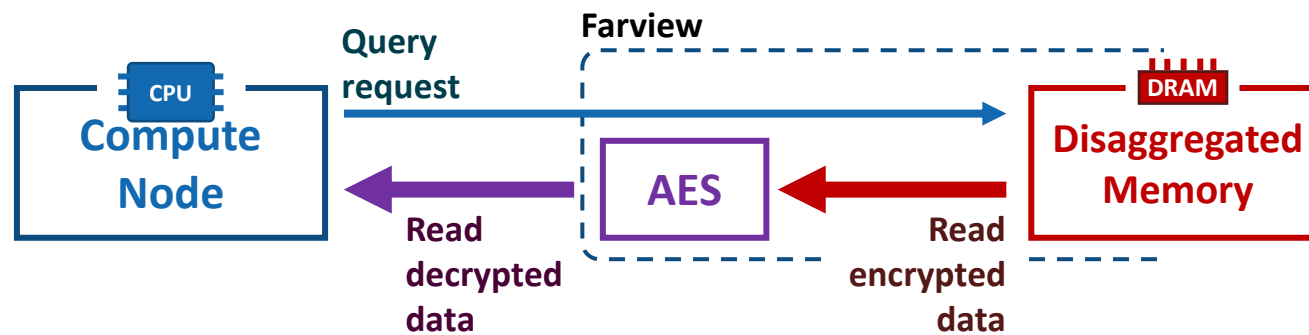 Farview
Query
request
CPU
Compute
Node
DRAM
Disaggregated
Memory
AES
Read
decrypted
data
Read
encrypted
data